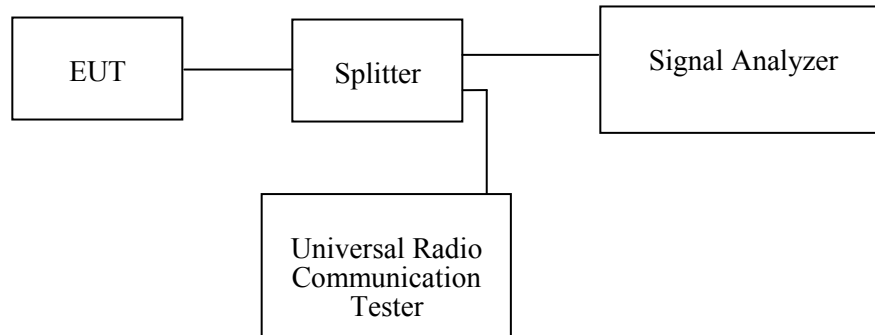 EUT
Splitter
Signal Analyzer
Universal Radio
Communication
Tester